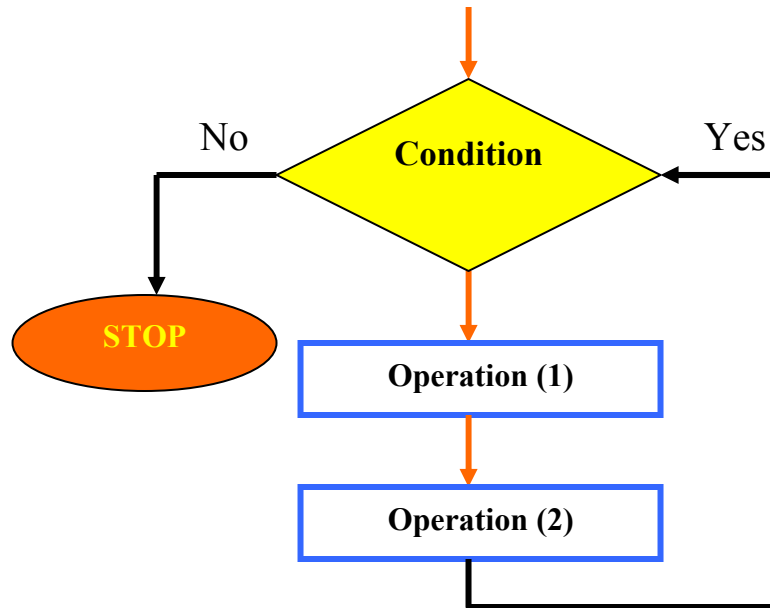 No
Yes
Condition
STOP
Operation (1)
Operation (2)